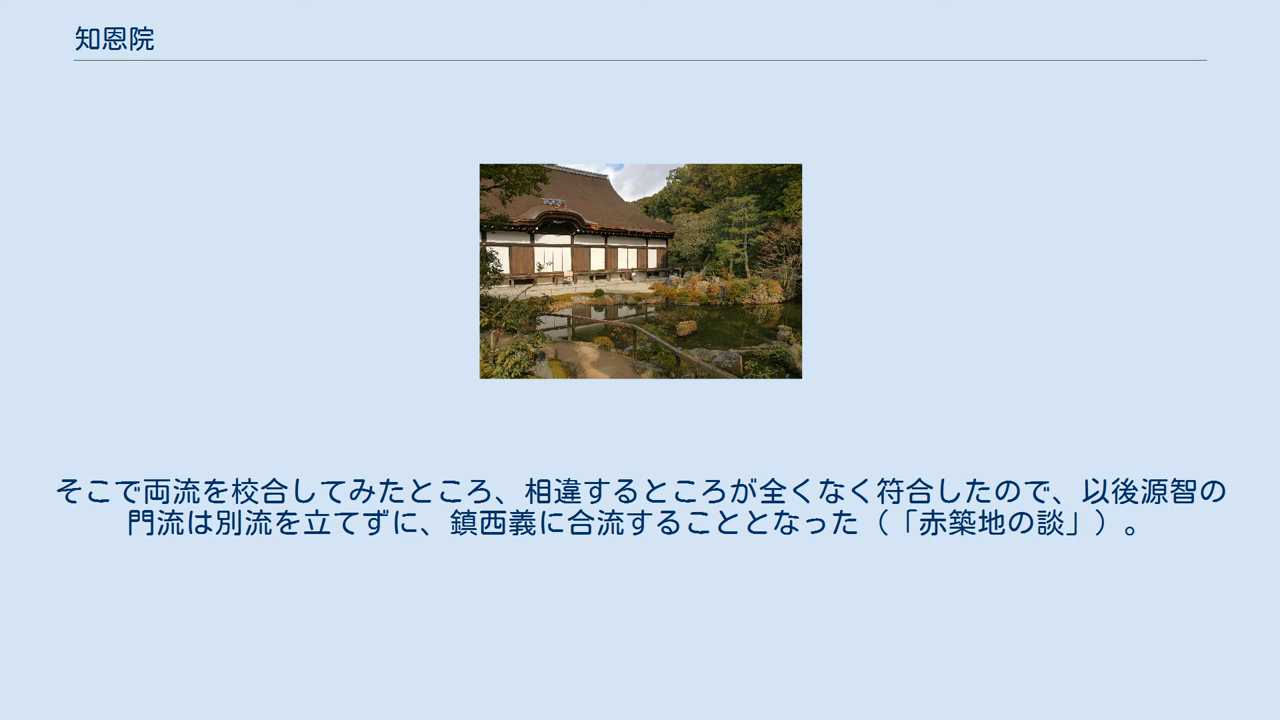 知恩院
そこで両流を校合してみたところ、相違するところが全くなく符合したので、以後源智の
門流は別流を立てずに、鎮西義に合流することとなった（「赤築地の談」）。